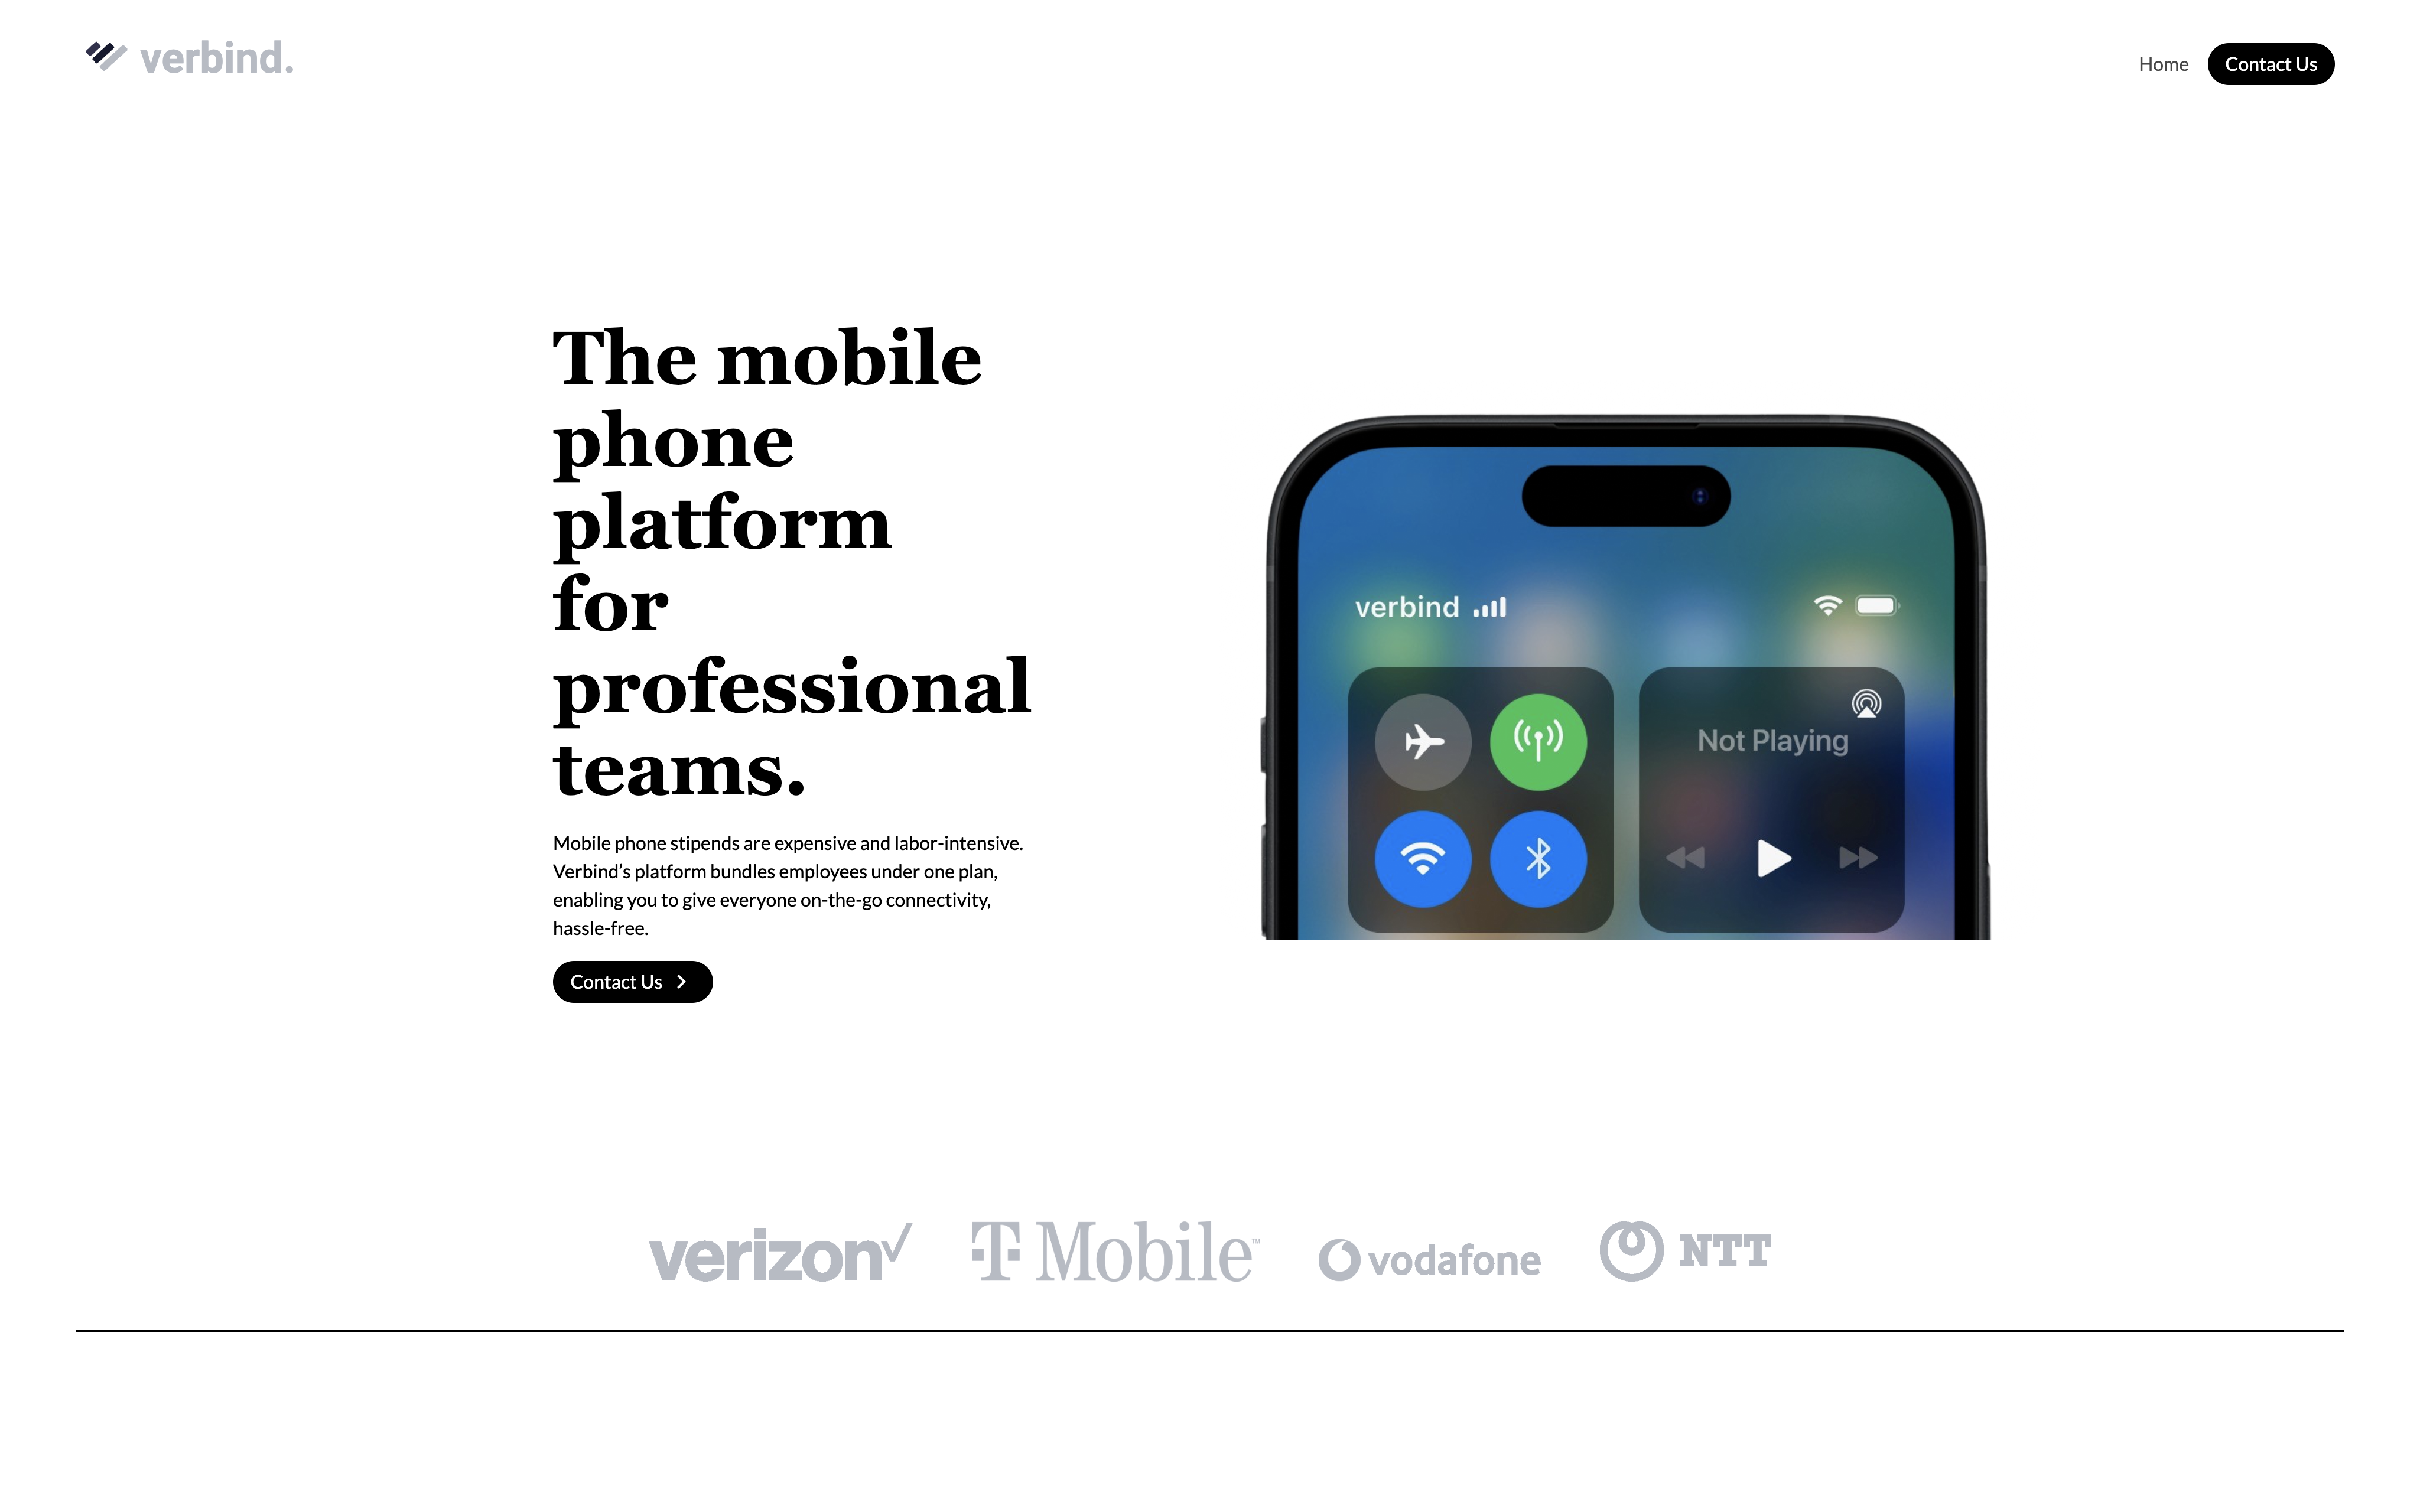 verbind.
Home
Contact Us
The mobile
phone
platform
for
professional
teams.
Mobile phone stipends are expensive and labor-intensive.
Verbind’s platform bundles employees under one plan,
enabling you to give everyone on-the-go connectivity,
hassle-free.
Contact Us
verbind
Not Playing
verizon
T Mobile™
vodafone
NTT